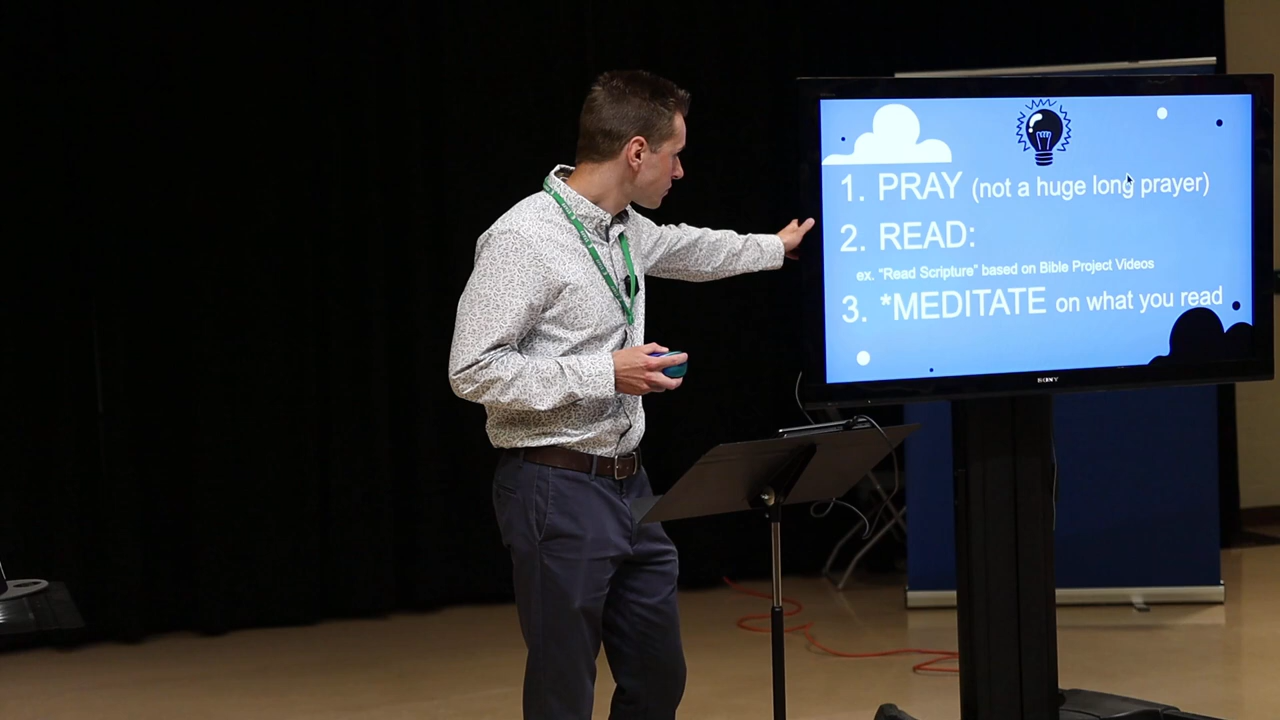 1. PRAY (not a huge long prayer)
2. READ:
ex. "Read Scripture" based on Bible Project Videos
3. *MEDITATE on what you read
SONY